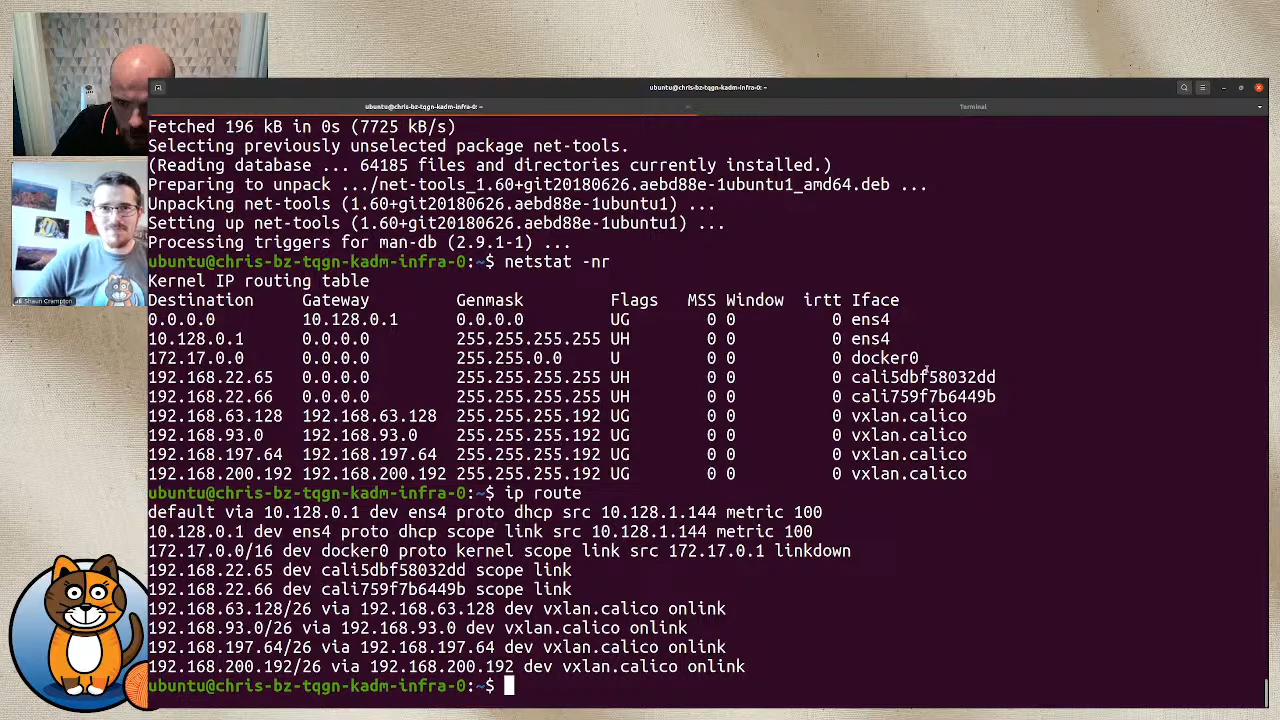 ubuntu@chris-bz-tqgn-kadm-infra-0: ~
ubuntu@chris-bz-tqgn-kadm-infra-0: ~
Terminal
Fetched 196 kB in 0s (7725 kB/s)
Selecting previously unselected package net-tools.
(Reading database ... 64185 files and directories currently installed.)
Preparing to unpack .../net-tools_1.60+git20180626.aebd88e-1ubuntu1_amd64.deb ...
Unpacking net-tools (1.60+git20180626.aebd88e-1ubuntu1) ...
Setting up net-tools (1.60+git20180626.aebd88e-1ubuntu1) ...
Processing triggers for man-db (2.9.1-1) ...
ubuntu@chris-bz-tqgn-kadm-infra-0:~$ netstat -nr
Kernel IP routing table
Destination Gateway Genmask Flags MSS Window irtt Iface
0.0.0.0 10.128.0.1 0.0.0.0 UG 0 0 0 ens4
10.128.0.1 0.0.0.0 255.255.255.255 UH 0 0 0 ens4
172.17.0.0 0.0.0.0 255.255.0.0 U 0 0 0 docker0
192.168.22.65 0.0.0.0 255.255.255.255 UH 0 0 0 cali5dbf58032dd
192.168.22.66 0.0.0.0 255.255.255.255 UH 0 0 0 cali759f7b6449b
192.168.63.128 192.168.63.128 255.255.255.192 UG 0 0 0 vxlan.calico
192.168.93.0 192.168.93.0 255.255.255.192 UG 0 0 0 vxlan.calico
192.168.197.64 192.168.197.64 255.255.255.192 UG 0 0 0 vxlan.calico
192.168.200.192 192.168.200.192 255.255.255.192 UG 0 0 0 vxlan.calico
ubuntu@chris-bz-tqgn-kadm-infra-0:~$ ip route
default via 10.128.0.1 dev ens4 proto dhcp src 10.128.1.144 metric 100
10.128.0.1 dev ens4 proto dhcp scope link src 10.128.1.144 metric 100
172.17.0.0/16 dev docker0 proto kernel scope link src 172.17.0.1 linkdown
192.168.22.65 dev cali5dbf58032dd scope link
192.168.22.66 dev cali759f7b6449b scope link
192.168.63.128/26 via 192.168.63.128 dev vxlan.calico onlink
192.168.93.0/26 via 192.168.93.0 dev vxlan.calico onlink
192.168.197.64/26 via 192.168.197.64 dev vxlan.calico onlink
192.168.200.192/26 via 192.168.200.192 dev vxlan.calico onlink
ubuntu@chris-bz-tqgn-kadm-infra-0:~$
Shaun Crampton